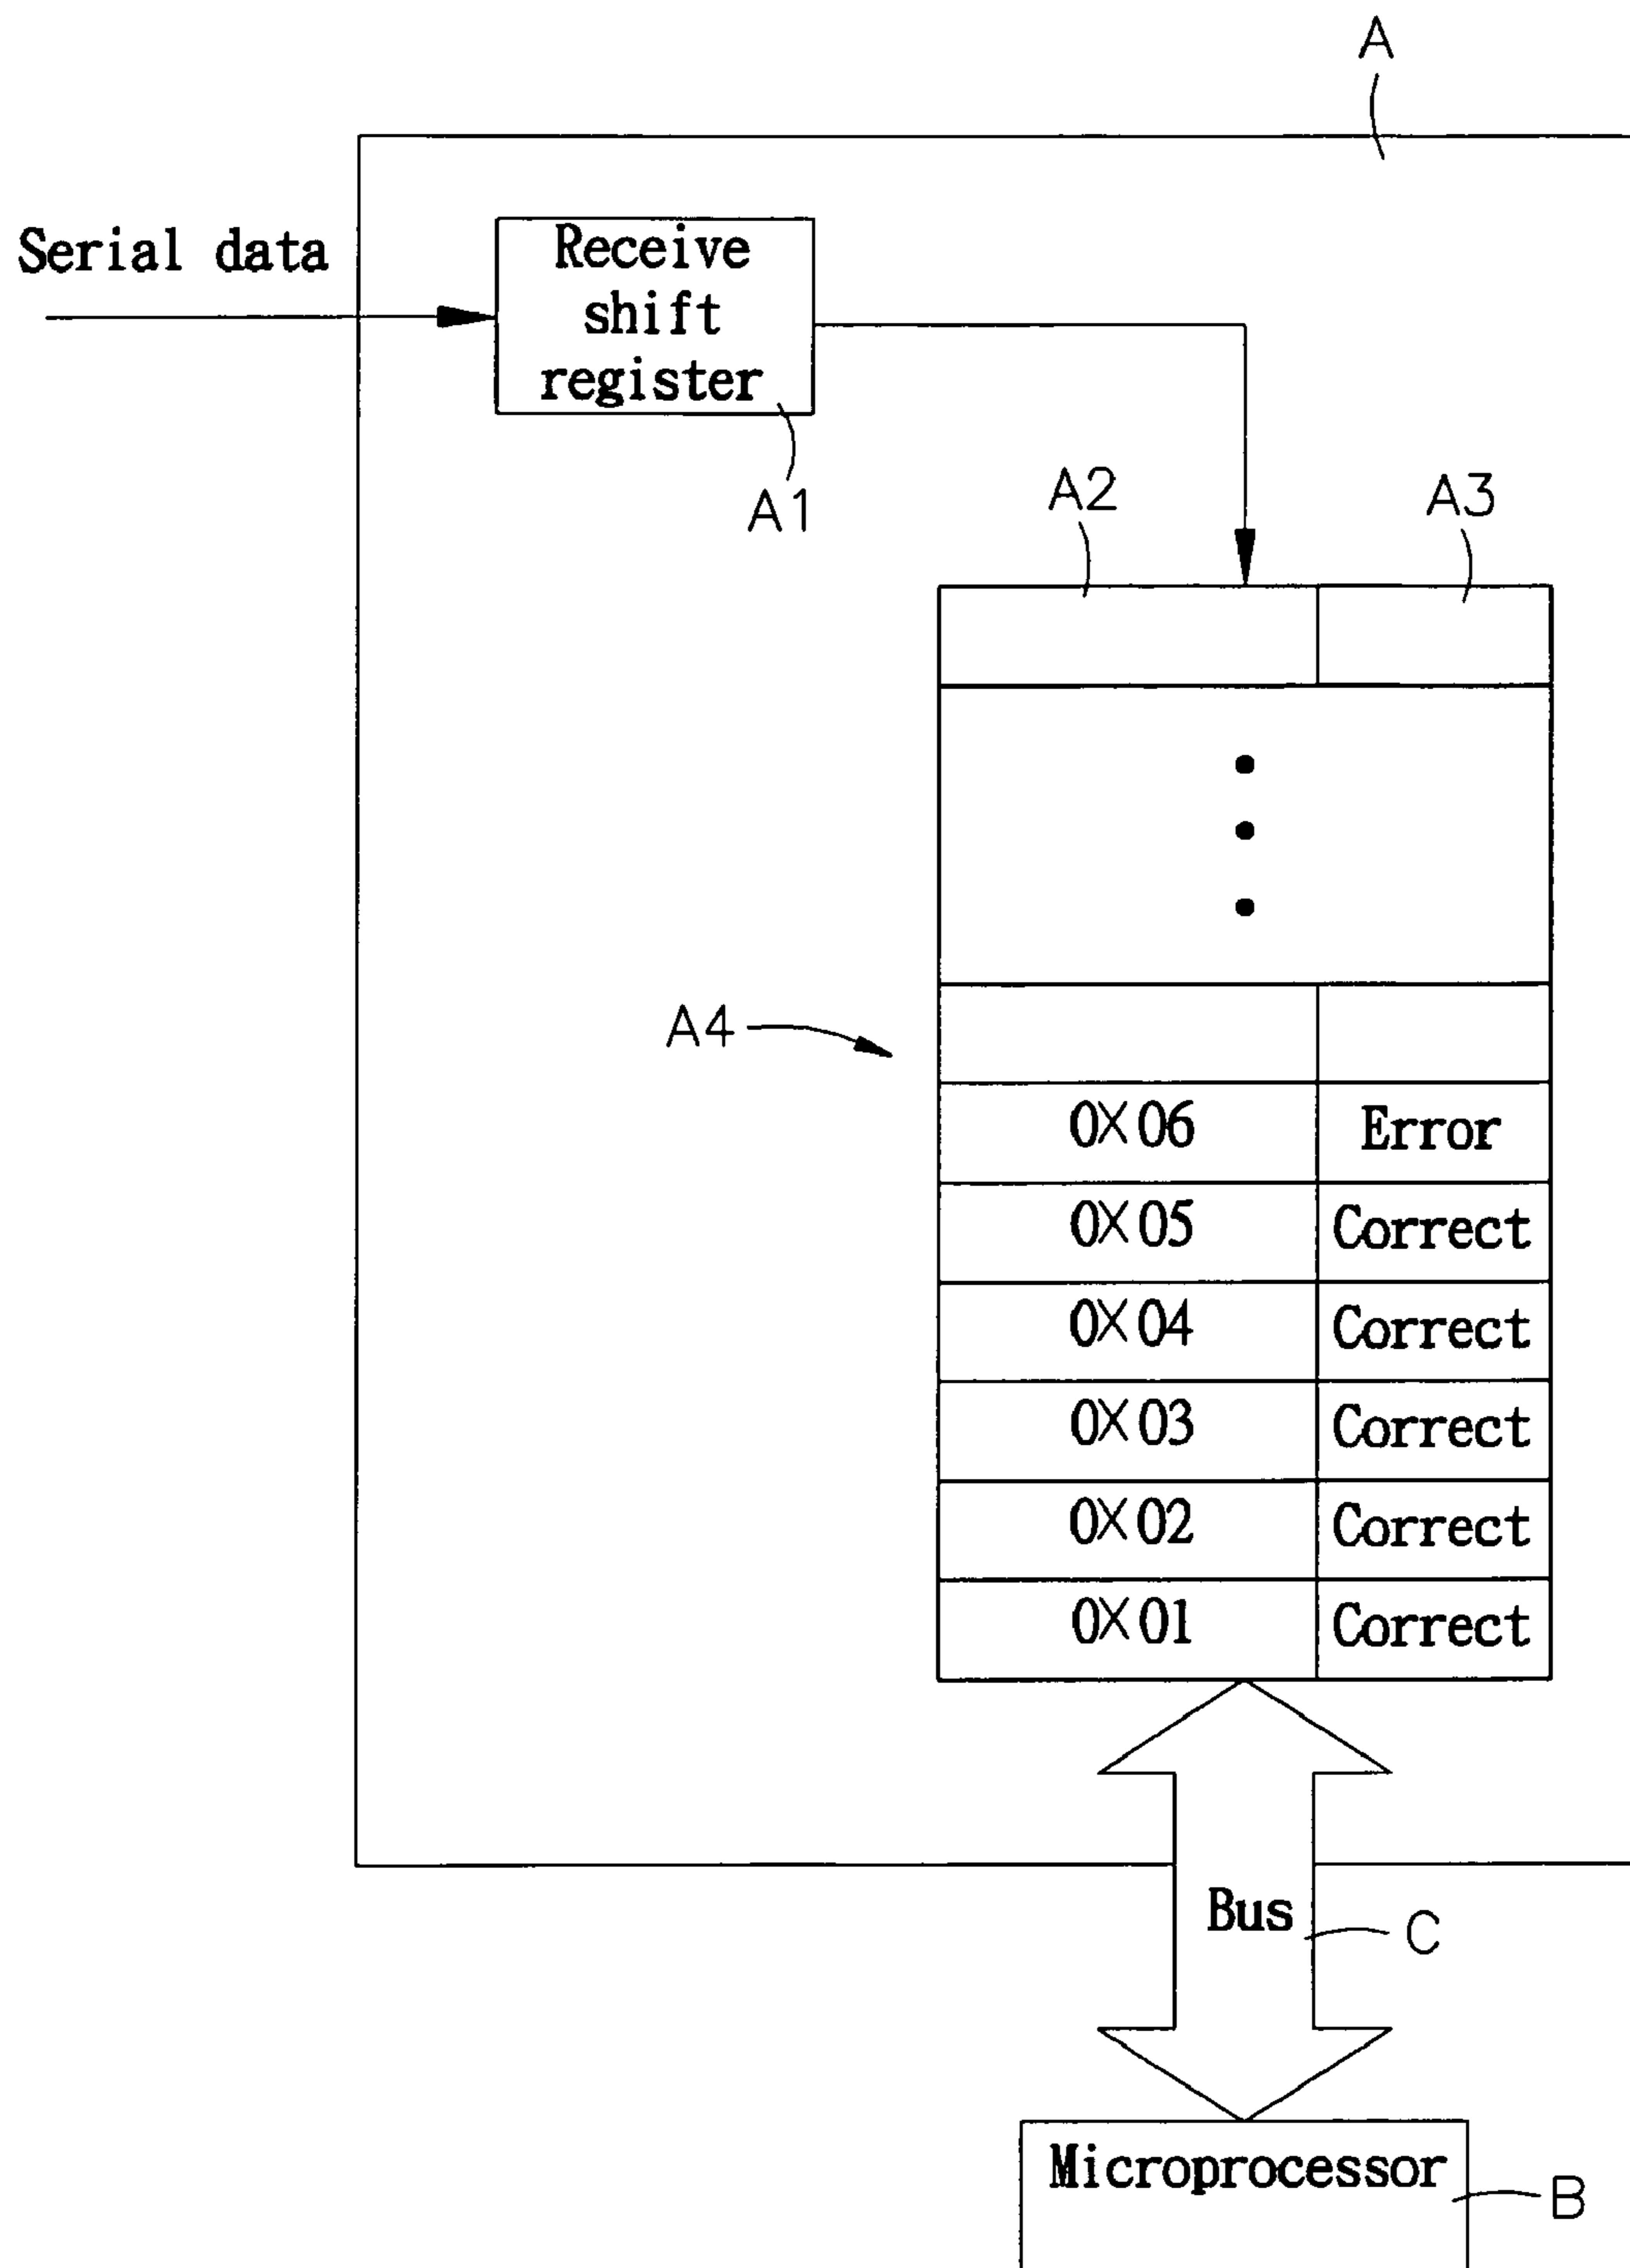 A
Serial data
Receive
shift
register
A1
A2
A3
A4
0X06 Error
0X05 Correct
0X04 Correct
0X03 Correct
0X02 Correct
0X01 Correct
Bus
C
Microprocessor
B